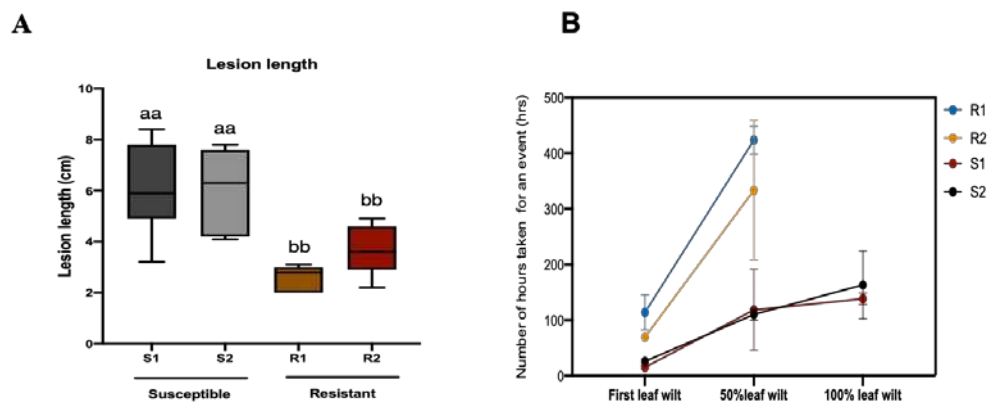 A
Lesion length
Lesion length (cm)
10
8
6
4
2
0
aa
aa
bb
bb
S1
S2
R1
R2
Susceptible
Resistant
B
Number of hours taken for an event (hrs)
500
400
300
200
100
0
First leaf wilt
50%leaf wilt
100% leaf wilt
R1
R2
S1
S2